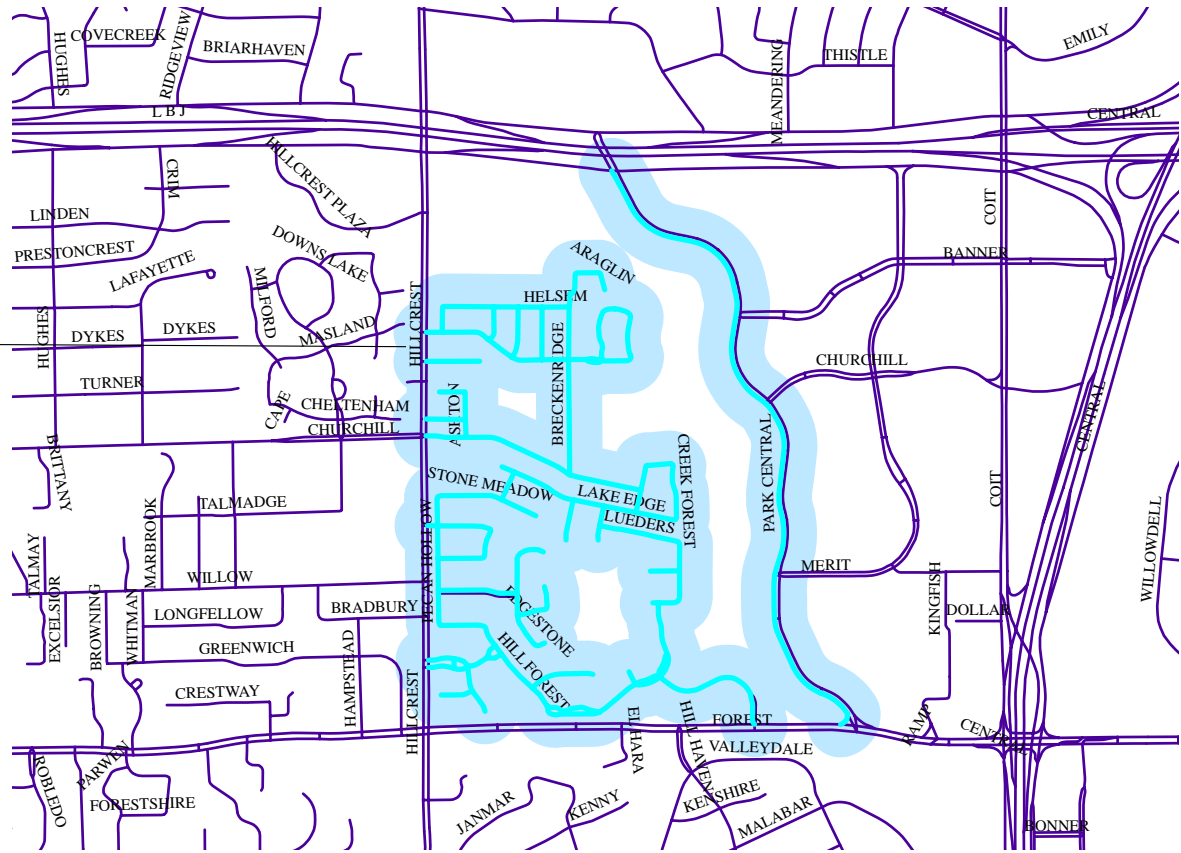 COVECREEK
HUGHES
RIDGEVIEW
BRIARHAVEN
L B J
MEANDERING
THISTLE
EMILY
CENTRAL
CRIM
HILLCREST PLAZA
LINDEN
PRESTONCREST
LAFAYETTE
DOWNS LAKE
MILFORD
MASLAND
HILLCREST
ARAGLIN
HELSEM
COIT
BANNER
HUGHES
DYKES
DYKES
TURNER
CAPE
CHELTENHAM
CHURCHILL
ASHTON
BRECKENRIDGE
CHURCHILL
CENTRAL
BRITTANY
MARBROOK
TALMADGE
STONE MEADOW
LAKE EDGE
LUEDERS
CREEK FOREST
PARK CENTRAL
COIT
WILLOWDELL
TALMAY
EXCELSIOR
BROWNING
WHITMAN
WILLOW
LONGFELLOW
BRADBURY
PECAN HOLLOW
MERIT
KINGFISH
DOLLAR
GREENWICH
HAMPSTEAD
HILL FOREST
CRESTWAY
HILLCREST
EL HARA
HILL HAVEN
FOREST
VALLEYDALE
RAMP
CENTRAL
ROBLEDO
PARWEN
FORESTSHIRE
JANMAR
KENNY
KENSHIRE
MALABAR
BONNER